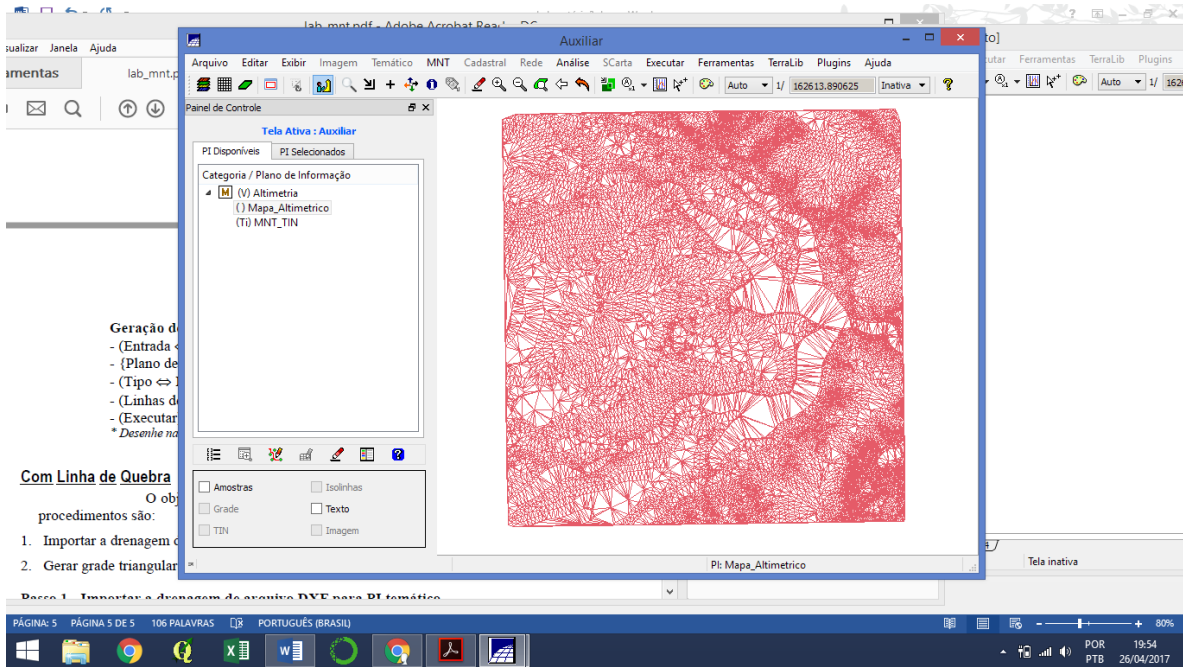 lab_mnt.pdf - Adobe Acrobat Rea
sualizar Janela Ajuda
amentas
lab_mnt.p
Auxiliar
Arquivo Editar Exibir Imagem Temático MNT Cadastral Rede Análise SCarta Executar Ferramentas TerraLib Plugins Ajuda
Auto 1/ 162613.890625 Inativa
to]
cutar Ferramentas TerraLib Plugins
Auto 1/ 1626
Painel de Controle
Tela Ativa : Auxiliar
PI Disponíveis PI Selecionados
Categoria / Plano de Informação
(V) Altimetria
( ) Mapa_Altimetrico
(Ti) MNT_TIN
Amostras Isolinhas
Grade Texto
TIN Imagem
PI: Mapa_Altimetrico
Tela inativa
Geração de
- (Entrada
- {Plano de
- (Tipo ⇔
- (Linhas d
- (Executar
* Desenhe na
Com Linha de Quebra
O obj
procedimentos são:
1. Importar a drenagem d
2. Gerar grade triangular
Passo 1 - Importar a drenagem de arquivo DXF para PI temático
PÁGINA: 5 PÁGINA 5 DE 5 106 PALAVRAS PORTUGUÊS (BRASIL) 80%
POR 19:54
PTB 26/04/2017